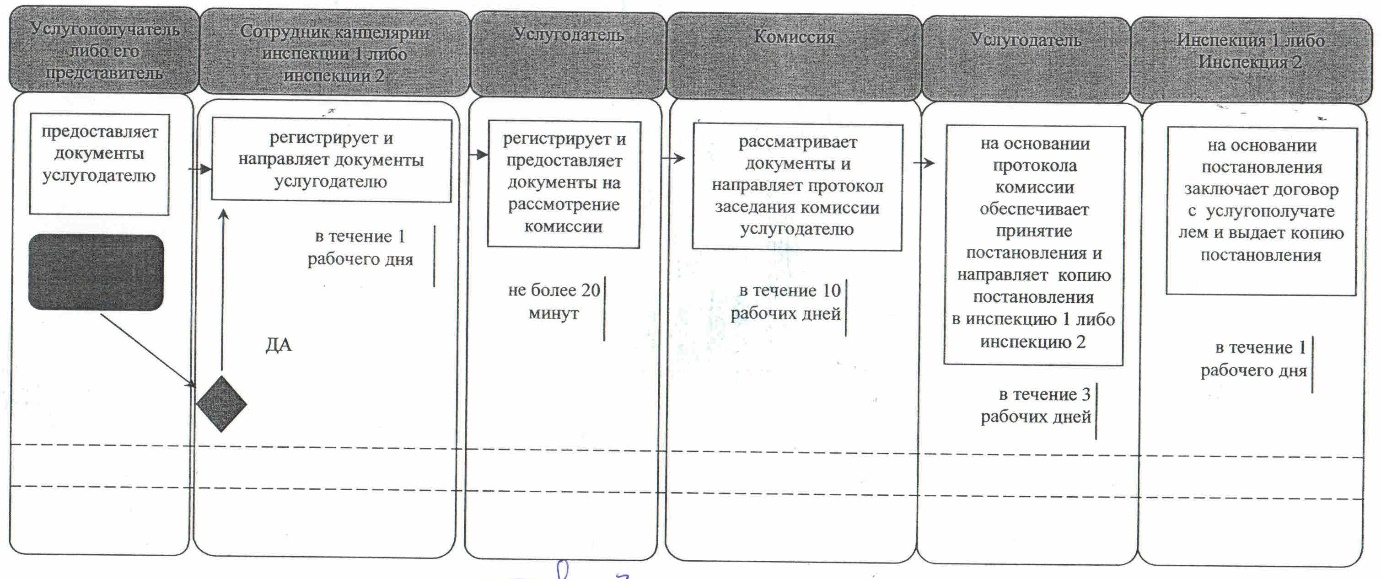 Услугополучатель
либо его
представитель
Сотрудник канцелярии
инспекции 1 либо
инспекции 2
Услугодатель
Комиссия
Услугодатель
Инспекция 1 либо
Инспекция 2
предоставляет
документы
услугодателю
регистрирует и
направляет документы
услугодателю
в течение 1
рабочего дня
ДА
регистрирует и
предоставляет
документы на
рассмотрение
комиссии
не более 20
минут
рассматривает
документы и
направляет протокол
заседания комиссии
услугодателю
в течение 10
рабочих дней
на основании
протокола
комиссии
обеспечивает
принятие
постановления и
направляет копию
постановления
в инспекцию 1 либо
инспекцию 2
в течение 3
рабочих дней
на основании
постановления
заключает договор
с услугополучате
лем и выдает копию
постановления
в течение 1
рабочего дня